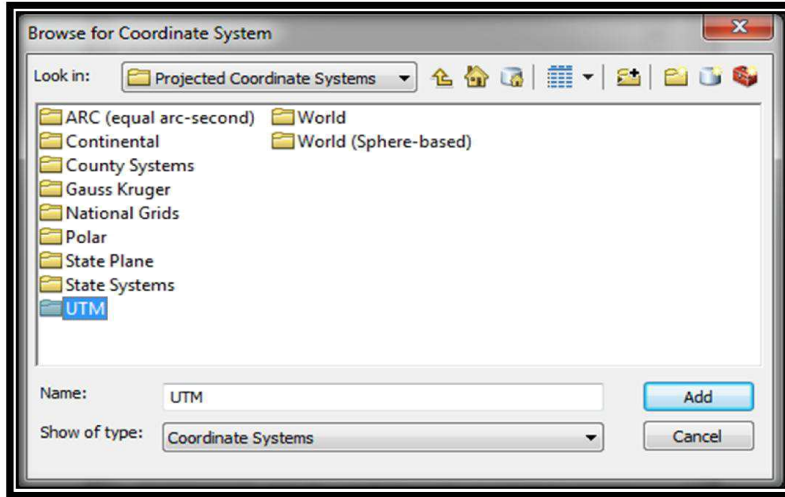 Browse for Coordinate System
Look in: Projected Coordinate Systems
ARC (equal arc-second) World
Continental World (Sphere-based)
County Systems
Gauss Kruger
National Grids
Polar
State Plane
State Systems
UTM
Name: UTM Add
Show of type: Coordinate Systems Cancel